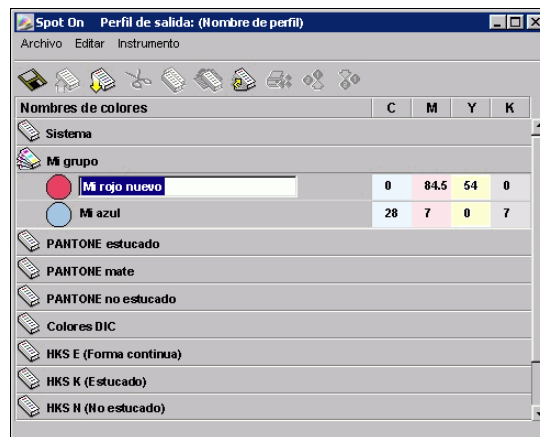 Spot On Perfil de salida: (Nombre de perfil)
Archivo Editar Instrumento
Nombres de colores C M Y K
Sistema
Mi grupo
Mi rojo nuevo 0 84.5 54 0
Mi azul 28 7 0 7
PANTONE estucado
PANTONE mate
PANTONE no estucado
Colores DIC
HKS E (Forma continua)
HKS K (Estucado)
HKS N (No estucado)